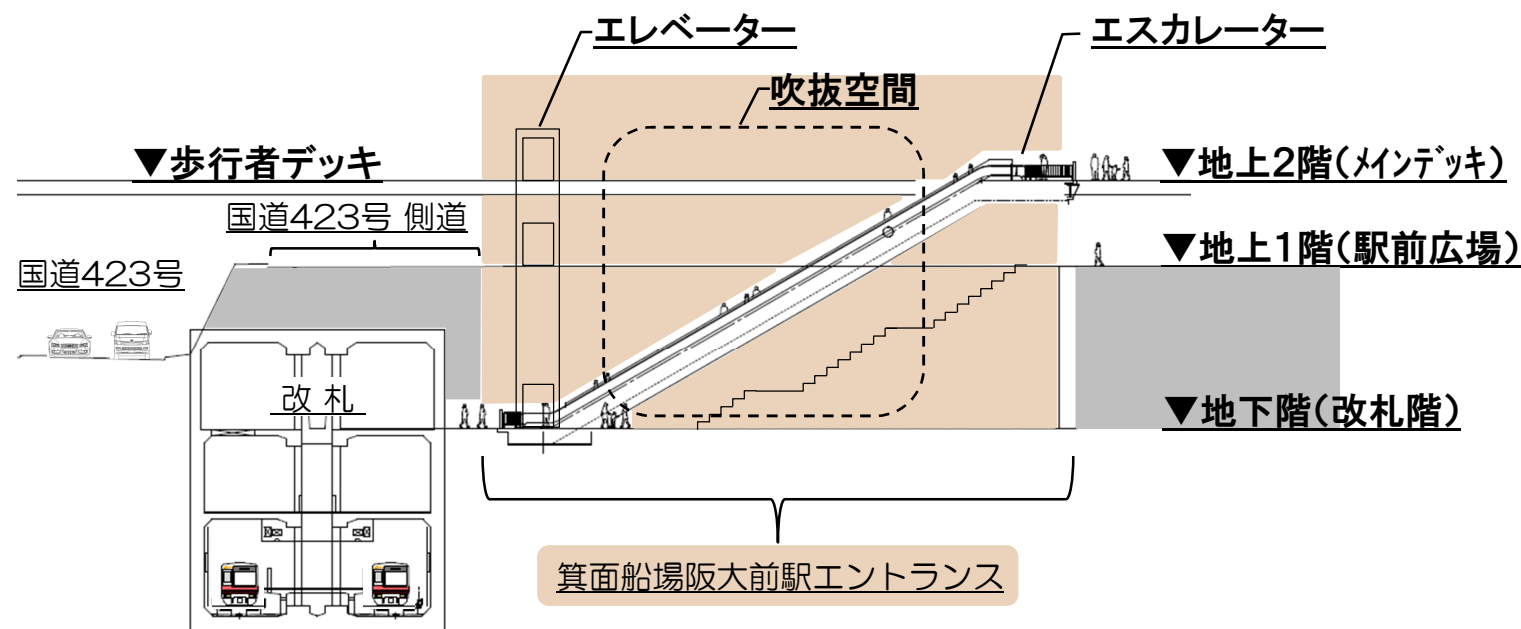 エレベーター
エスカレーター
吹抜空間
▼歩行者デッキ
▼地上2階(メインﾃﾞｯｷ)
国道423号 側道
▼地上1階(駅前広場)
国道423号
改 札
▼地下階(改札階)
箕面船場阪大前駅エントランス